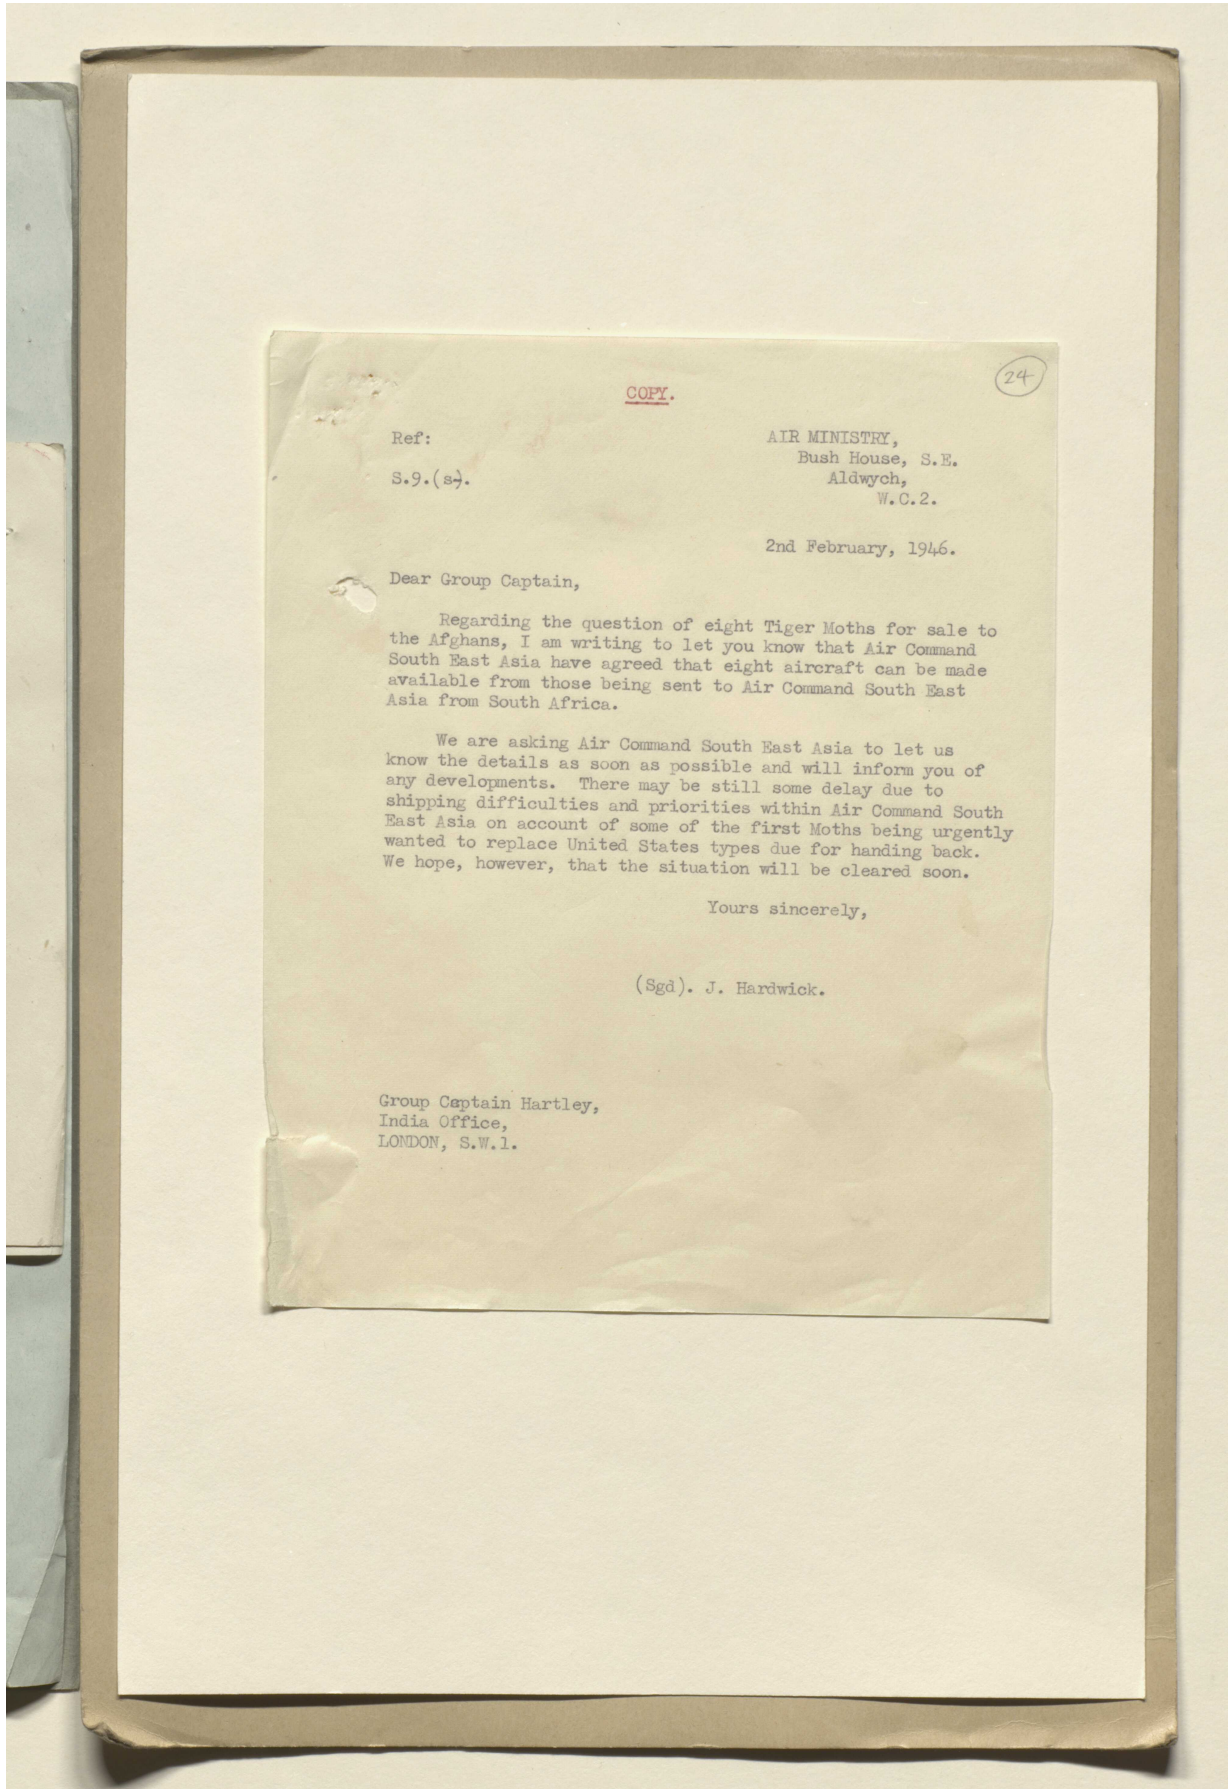 24
COPY.
Ref:
S.9.(s).
AIR MINISTRY,
Bush House, S.E.
Aldwych,
W.C.2.
2nd February, 1946.
Dear Group Captain,
Regarding the question of eight Tiger Moths for sale to
the Afghans, I am writing to let you know that Air Command
South East Asia have agreed that eight aircraft can be made
available from those being sent to Air Command South East
Asia from South Africa.
We are asking Air Command South East Asia to let us
know the details as soon as possible and will inform you of
any developments. There may be still some delay due to
shipping difficulties and priorities within Air Command South
East Asia on account of some of the first Moths being urgently
wanted to replace United States types due for handing back.
We hope, however, that the situation will be cleared soon.
Yours sincerely,
(Sgd). J. Hardwick.
Group Captain Hartley,
India Office,
LONDON, S.W.1.